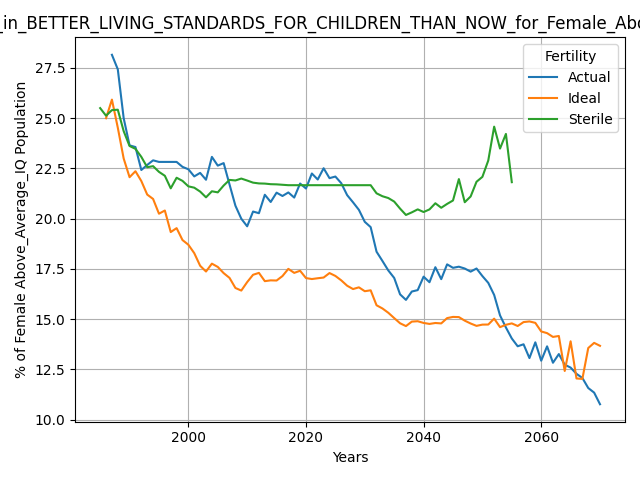 _in_BETTER_LIVING_STANDARDS_FOR_CHILDREN_THAN_NOW_for_Female_Abo
Fertility
Actual
Ideal
Sterile
% of Female Above_Average_IQ Population
27.5
25.0
22.5
20.0
17.5
15.0
12.5
10.0
2000
2020
2040
2060
Years